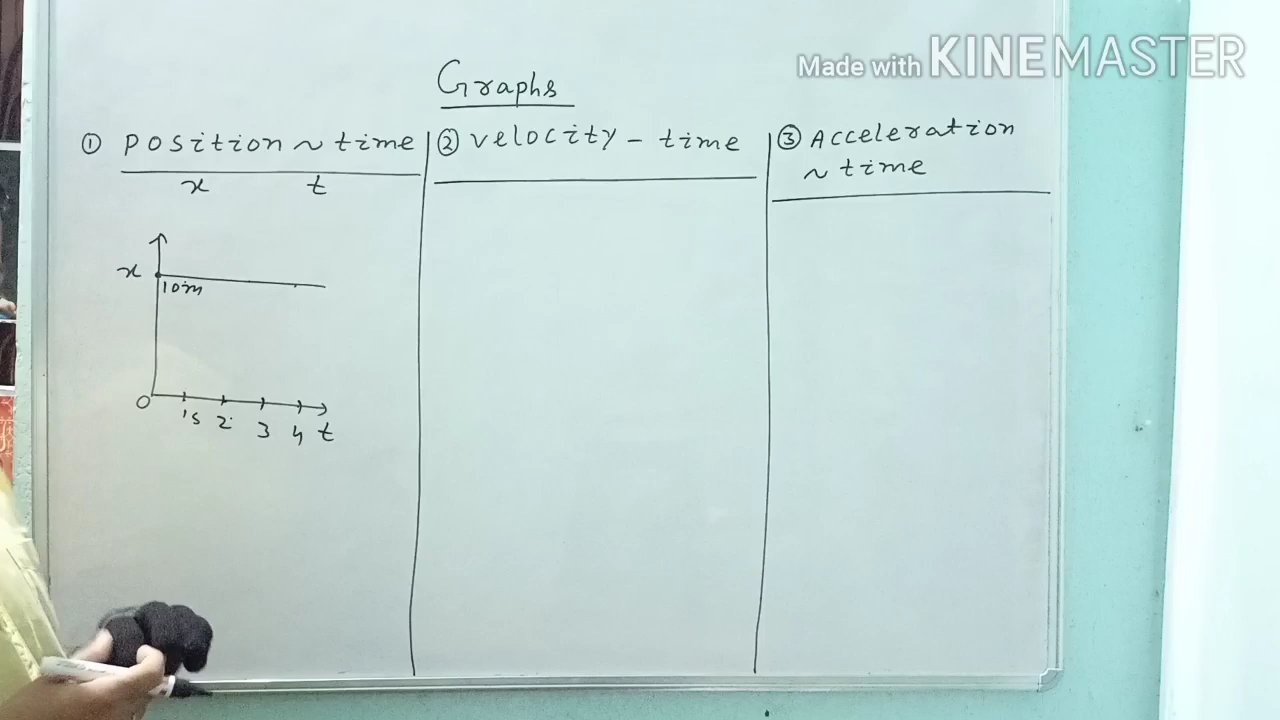 Made with KINEMASTER
Graphs
① Position ~ time
x t
x
10m
O
1s 2 3 4 t
② Velocity - time
③ Acceleration
~ time